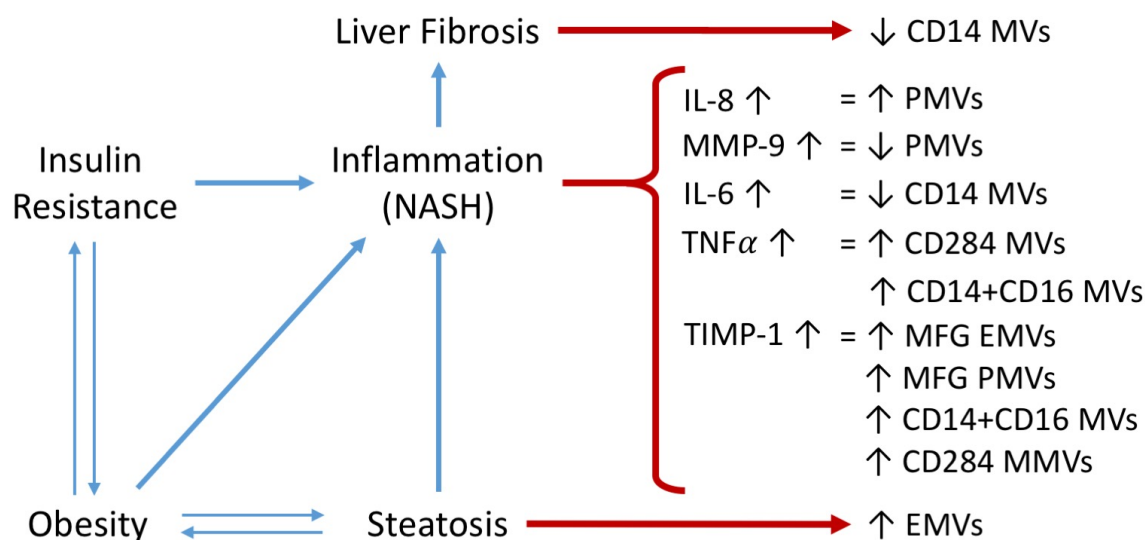 Liver Fibrosis
↓ CD14 MVs
Insulin
Resistance
Inflammation
(NASH)
IL-8 ↑ = ↑ PMVs
MMP-9 ↑ = ↓ PMVs
IL-6 ↑ = ↓ CD14 MVs
TNFα ↑ = ↑ CD284 MVs
↑ CD14+CD16 MVs
TIMP-1 ↑ = ↑ MFG EMVs
↑ MFG PMVs
↑ CD14+CD16 MVs
↑ CD284 MMVs
Obesity
Steatosis
↑ EMVs